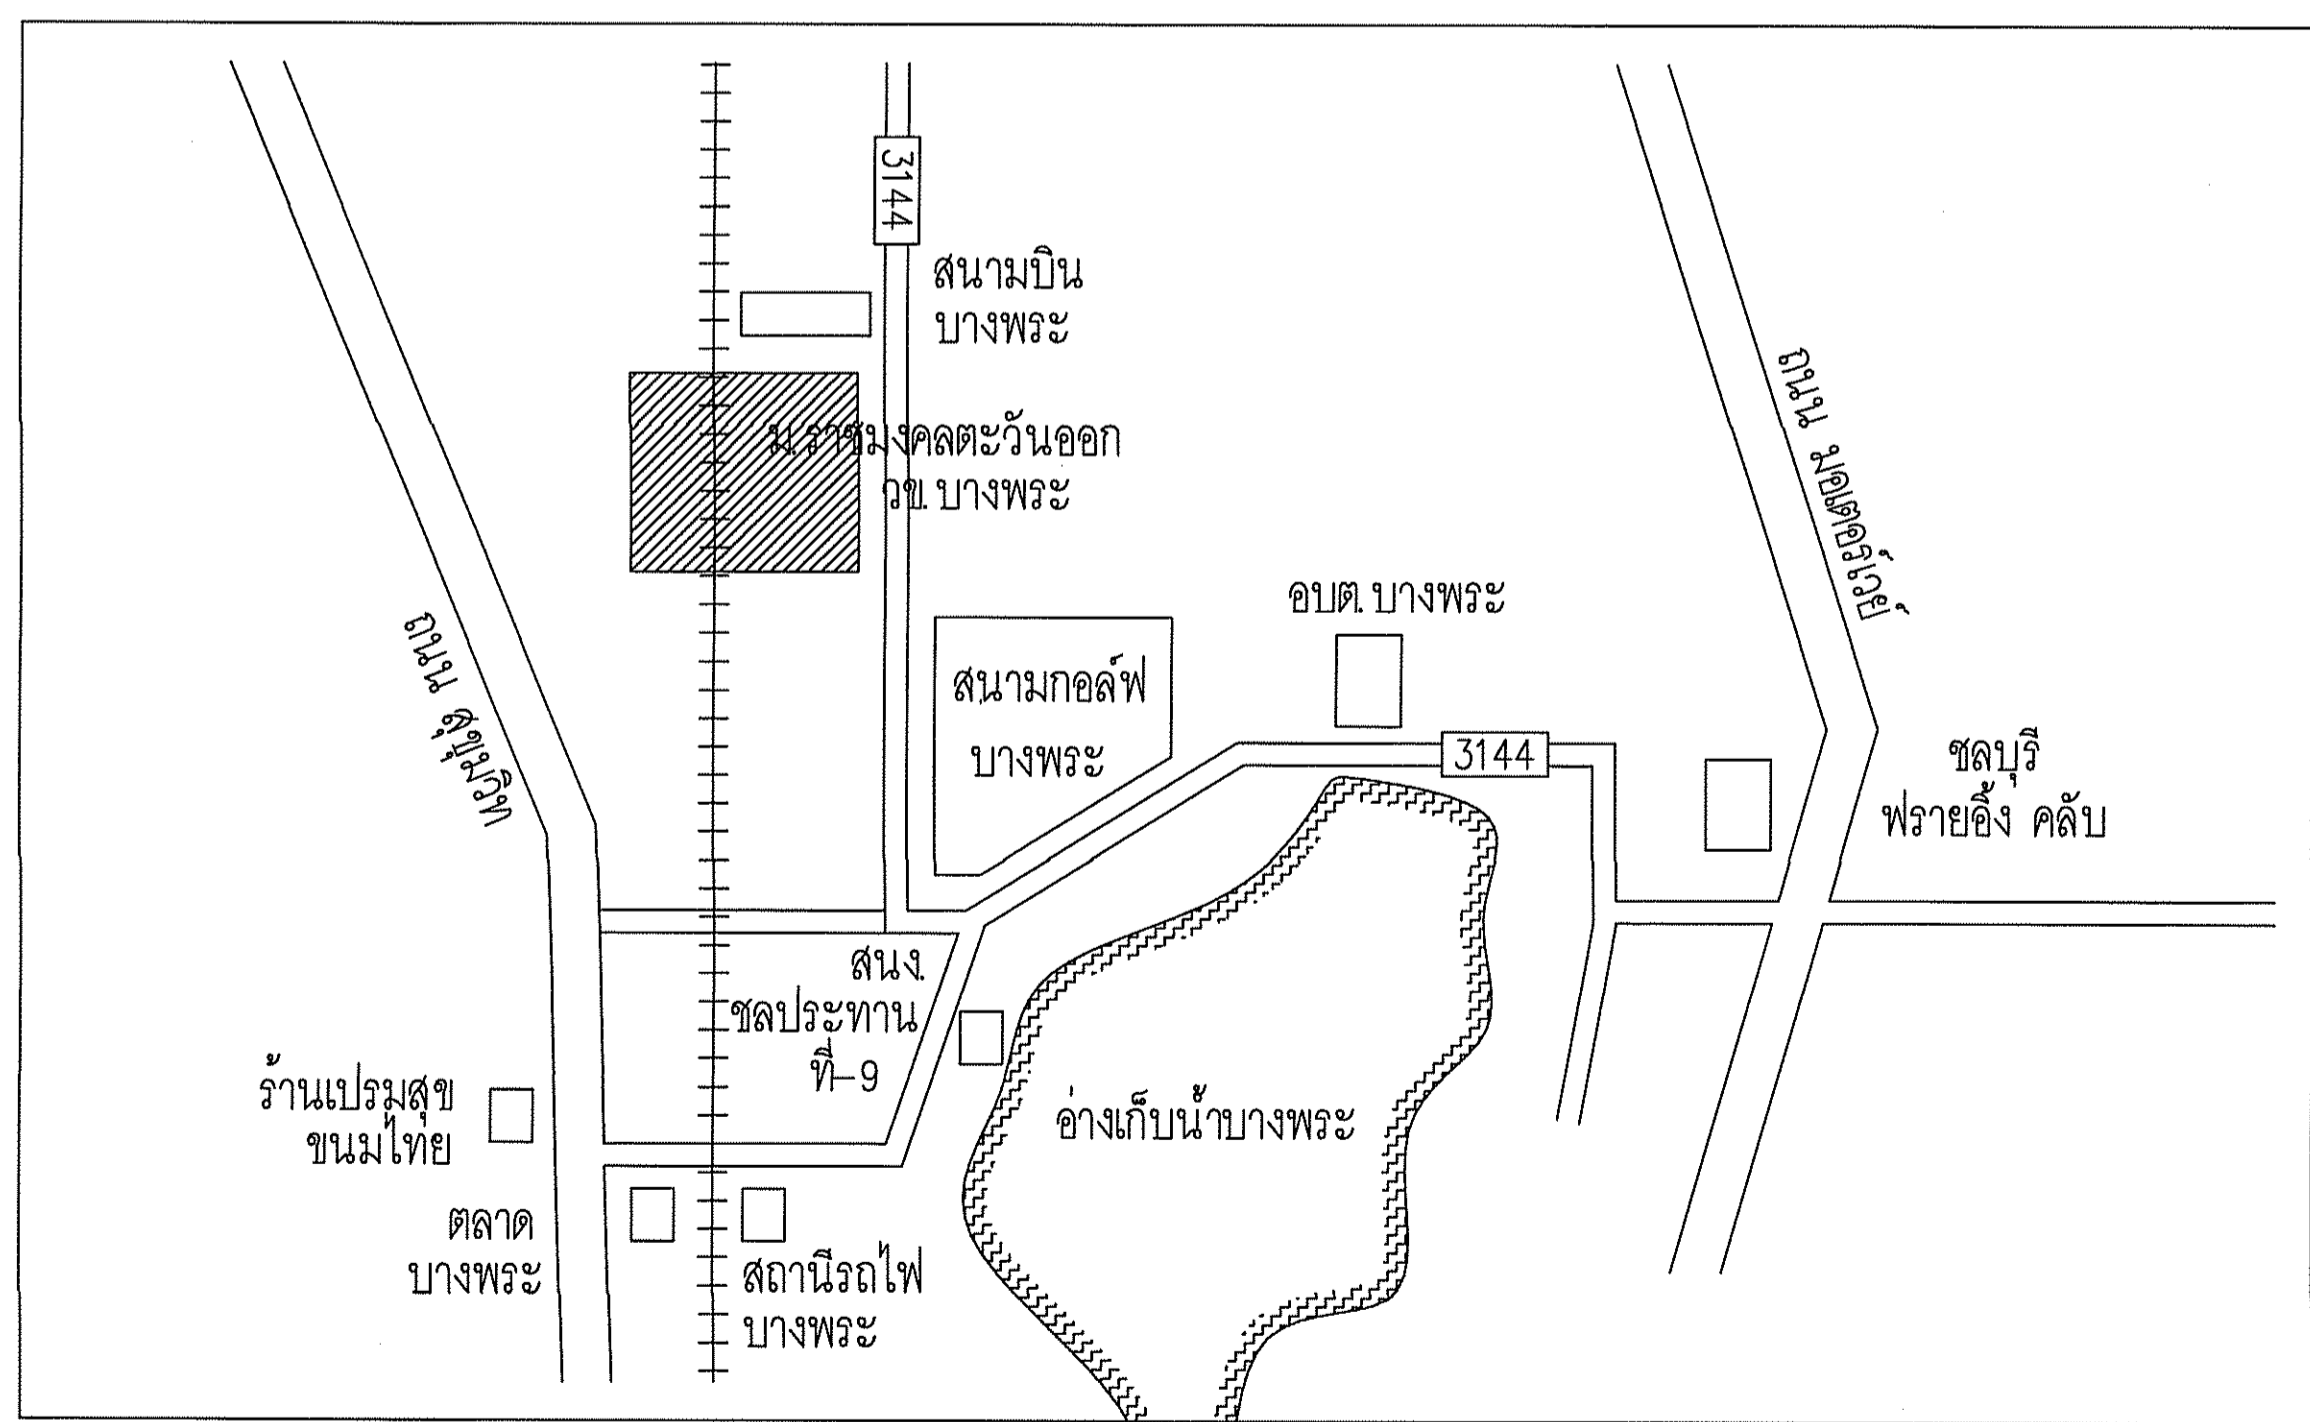 3144
สนามบิน
บางพระ
ม.ราชมงคลตะวันออก
วข.บางพระ
ถนน มอเตอร์เวย์
ถนน สุขุมวิท
อบต.บางพระ
สนามกอล์ฟ
บางพระ
3144
ชลบุรี
ฟรายอิ้ง คลับ
สนง.
ชลประทาน
ที่-9
ร้านเปรมสุข
ขนมไทย
อ่างเก็บน้ำบางพระ
ตลาด
บางพระ
สถานีรถไฟ
บางพระ